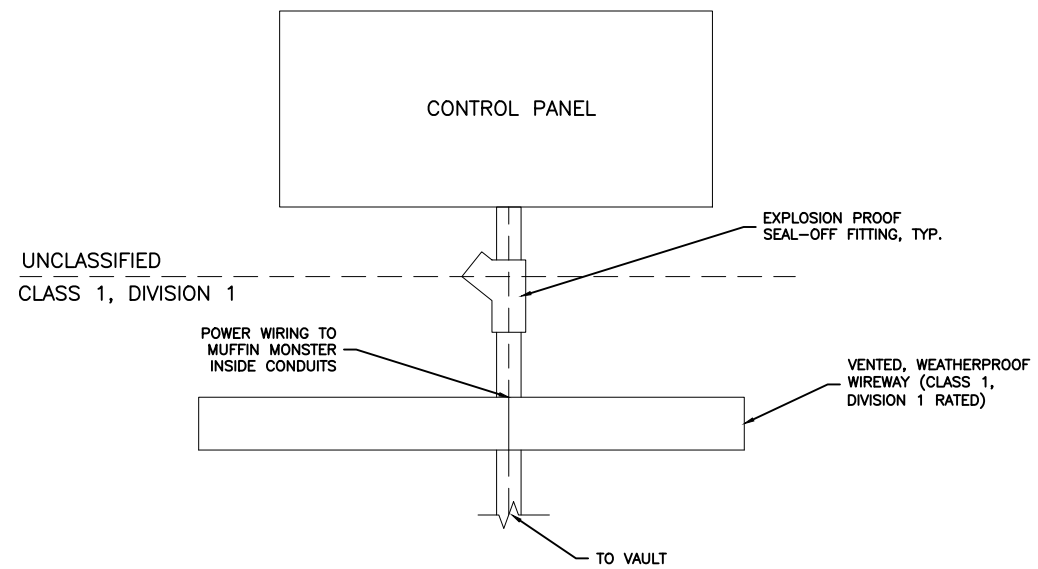 CONTROL PANEL
EXPLOSION PROOF
SEAL-OFF FITTING, TYP.
UNCLASSIFIED
CLASS 1, DIVISION 1
POWER WIRING TO
MUFFIN MONSTER
INSIDE CONDUITS
VENTED, WEATHERPROOF
WIREWAY (CLASS 1,
DIVISION 1 RATED)
TO VAULT